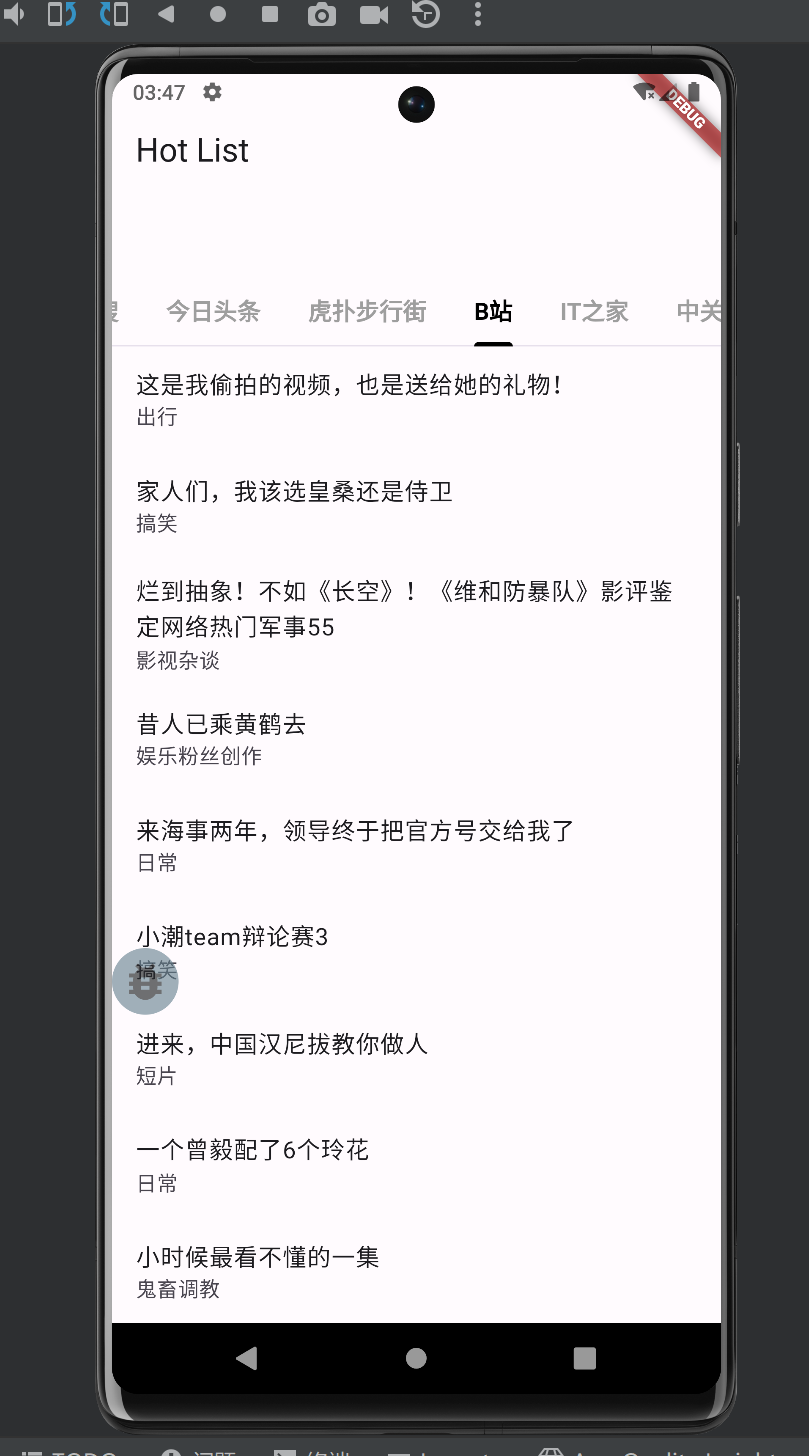 03:47
DEBUG
Hot List
今日头条
虎扑步行街
B站
IT之家
中关
这是我偷拍的视频，也是送给她的礼物！
出行
家人们，我该选皇桑还是侍卫
搞笑
烂到抽象！不如《长空》！《维和防暴队》影评鉴
定网络热门军事55
影视杂谈
昔人已乘黄鹤去
娱乐粉丝创作
来海事两年，领导终于把官方号交给我了
日常
小潮team辩论赛3
搞笑
进来，中国汉尼拔教你做人
短片
一个曾毅配了6个玲花
日常
小时候最看不懂的一集
鬼畜调教